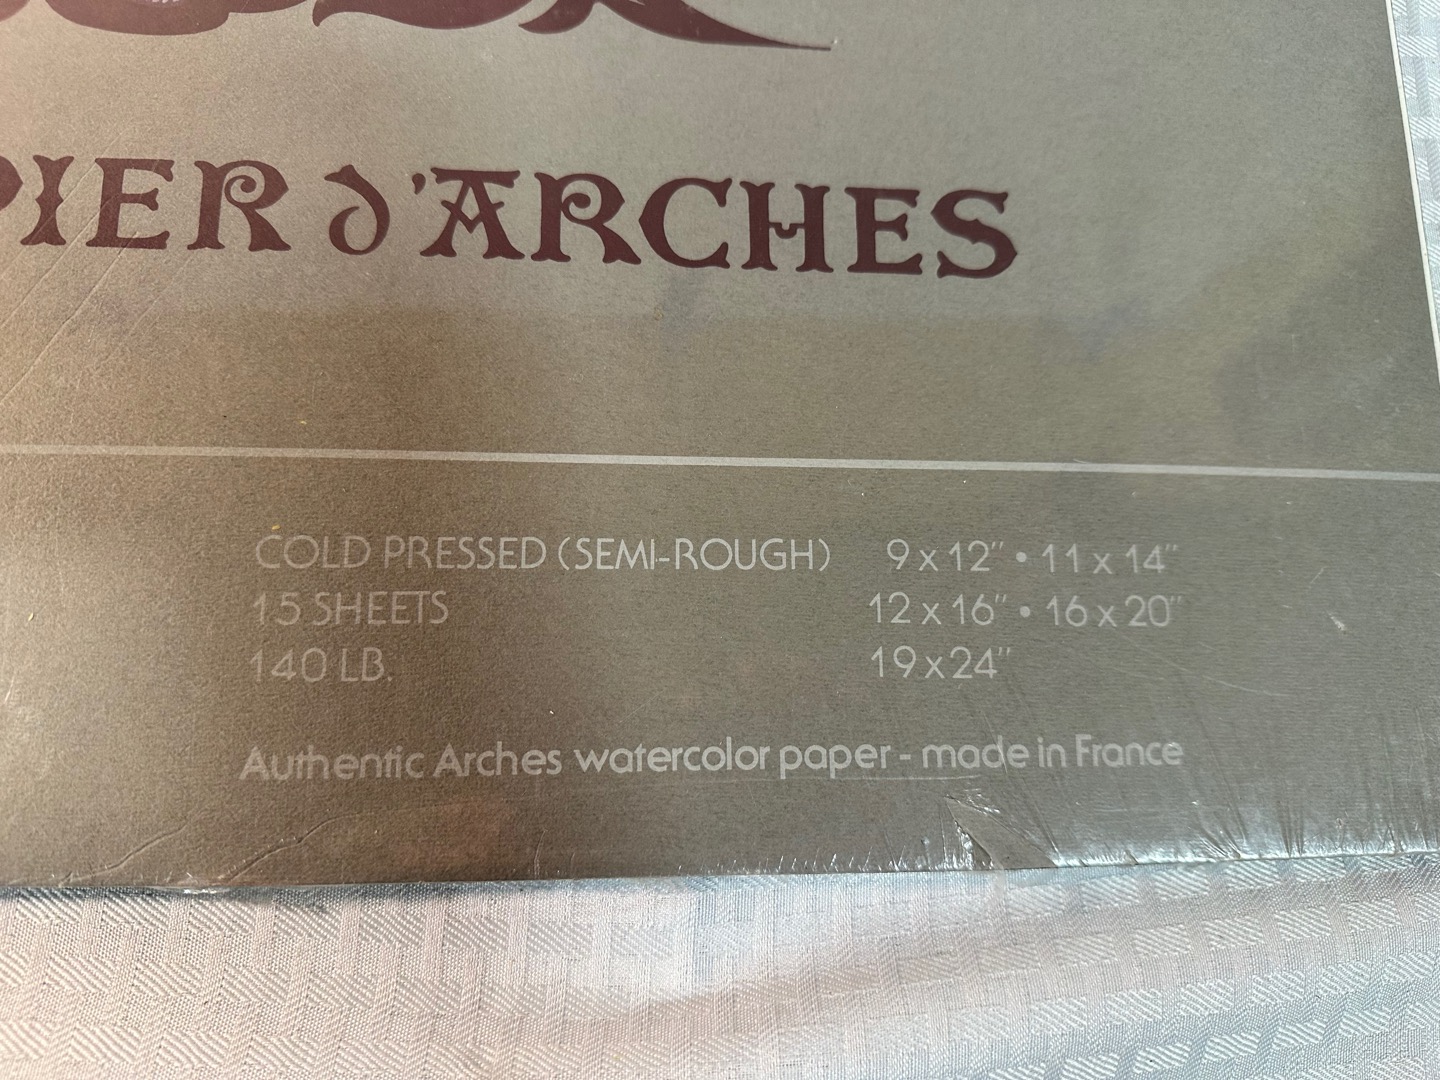 PIER d'ARCHES
COLD PRESSED (SEMI-ROUGH) 9 x 12" • 11 x 14"
15 SHEETS 12 x 16" • 16 x 20"
140 LB. 19 x 24"
Authentic Arches watercolor paper - made in France